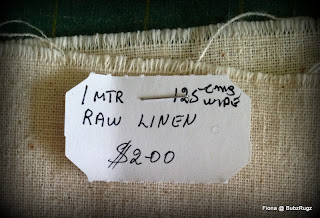 1 MTR 125 CMS WIDE
RAW LINEN
$2.00
Fiona @ BubzRugz